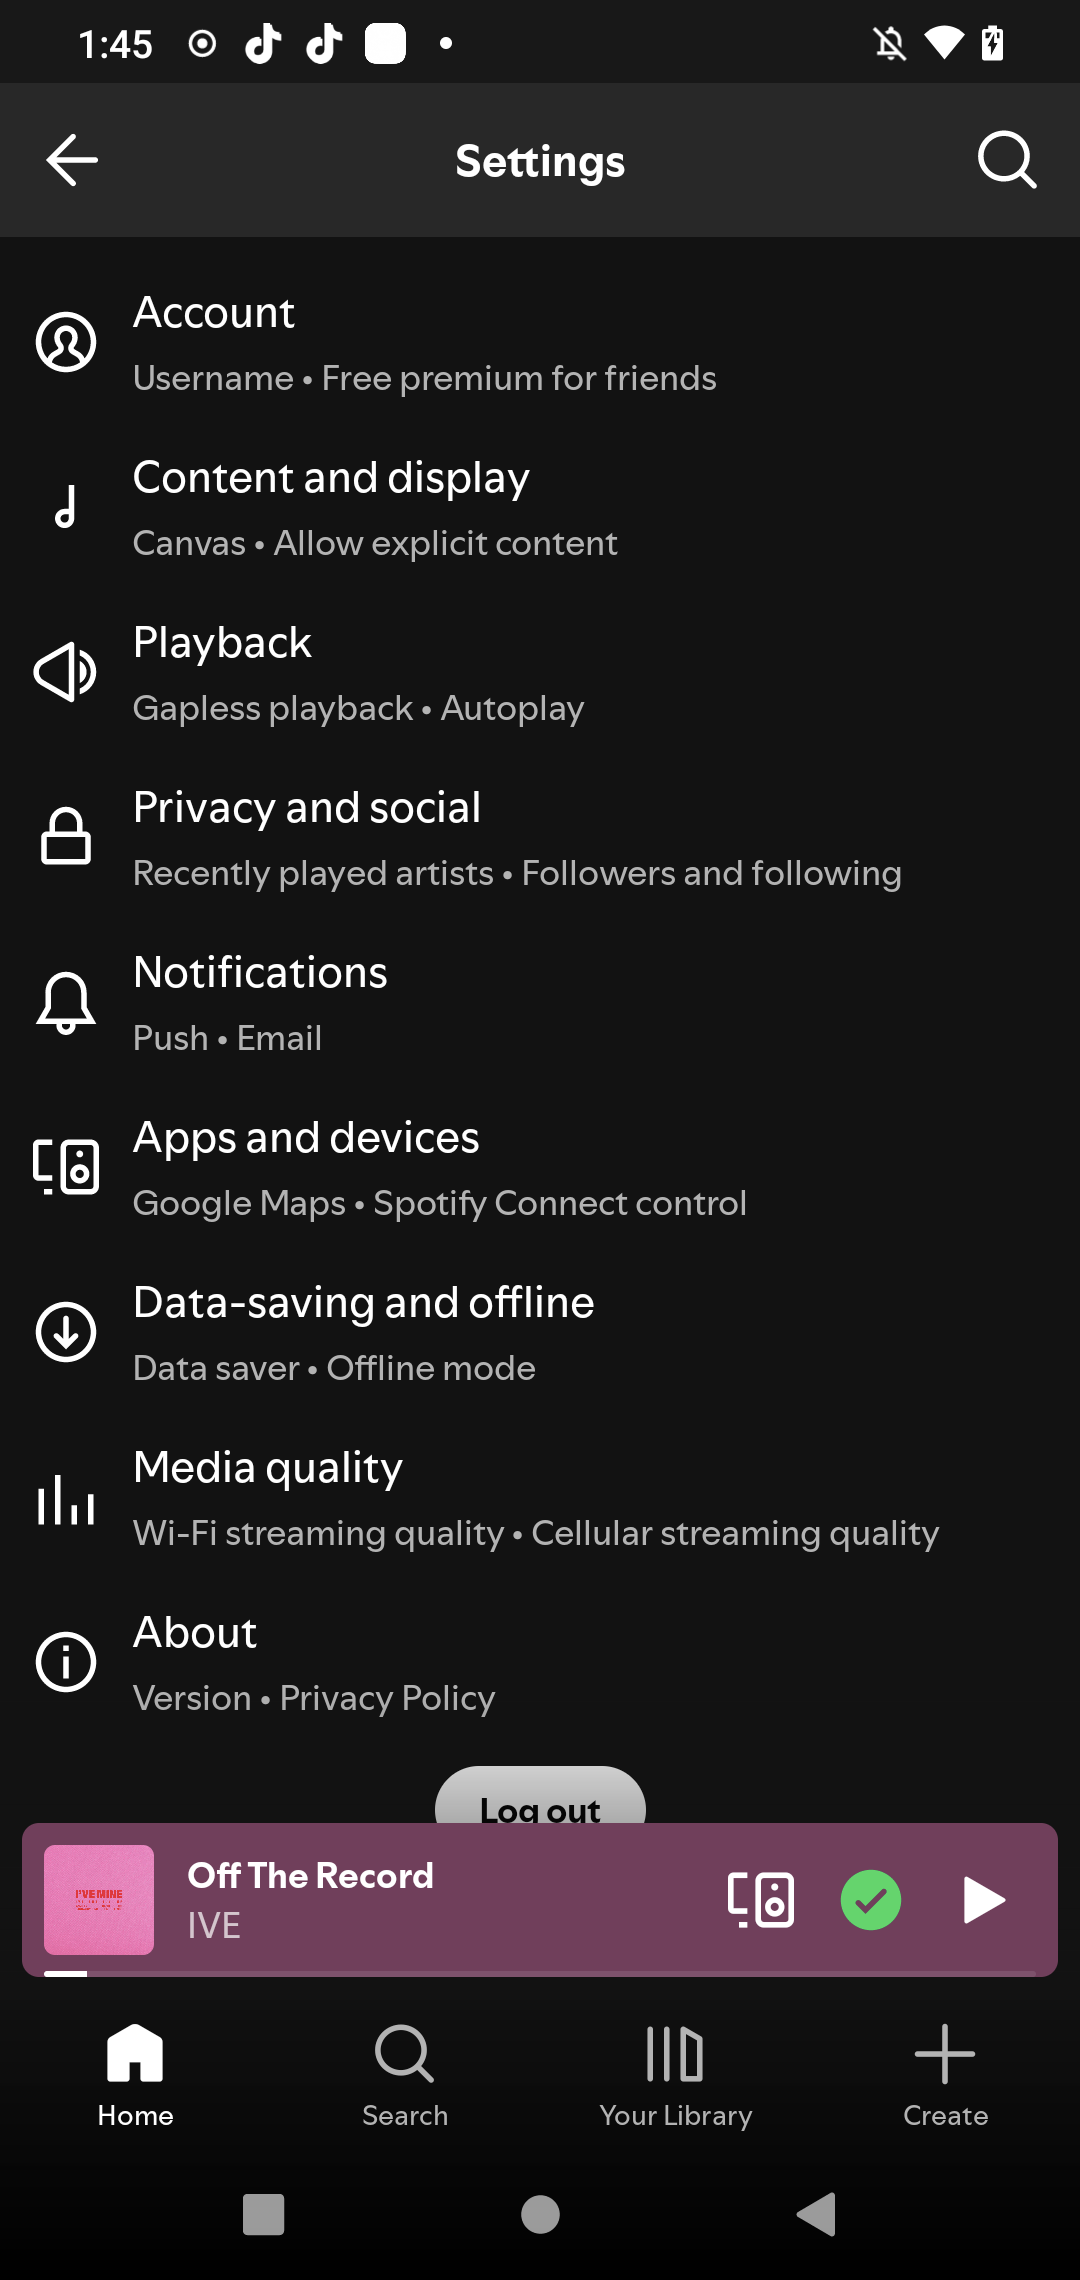 1:45
Settings
Account
Username • Free premium for friends
Content and display
Canvas • Allow explicit content
Playback
Gapless playback • Autoplay
Privacy and social
Recently played artists • Followers and following
Notifications
Push • Email
Apps and devices
Google Maps • Spotify Connect control
Data-saving and offline
Data saver • Offline mode
Media quality
Wi-Fi streaming quality • Cellular streaming quality
About
Version • Privacy Policy
Log out
I'VE MINE
Off The Record
IVE
Home
Search
Your Library
Create